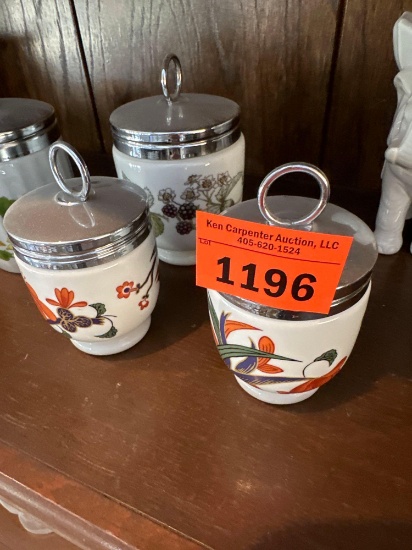 Ken Carpenter Auction, LLC
LOT 405-620-1524
1196